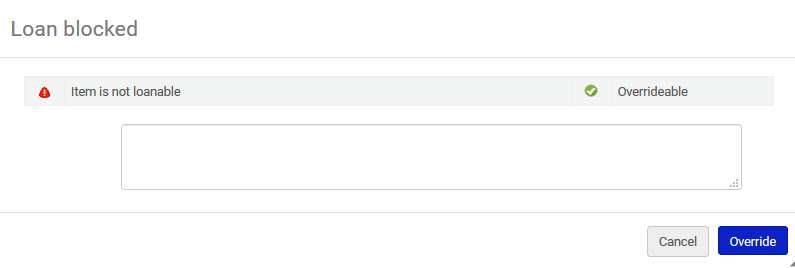 Loan blocked
Item is not loanable Overrideable
Cancel Override